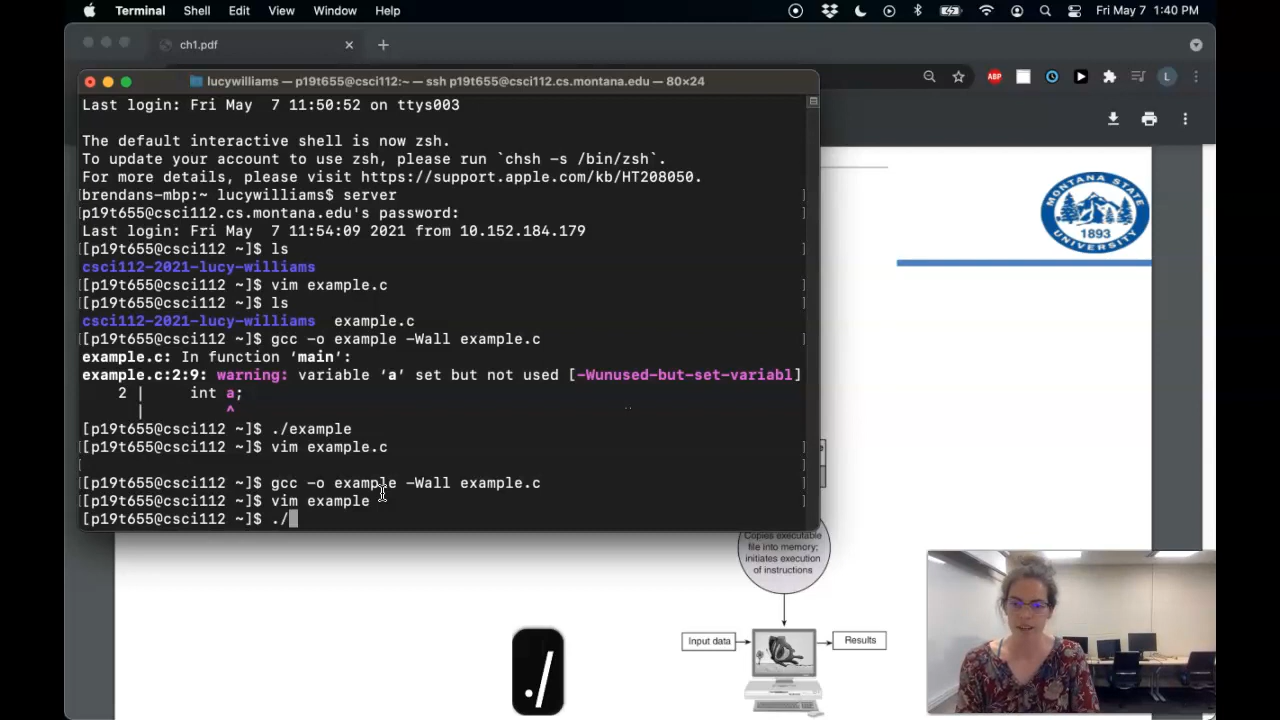 Terminal Shell Edit View Window Help Fri May 7 1:40 PM
ch1.pdf
ABP L
lucywilliams — p19t655@csci112:~ — ssh p19t655@csci112.cs.montana.edu — 80×24
Last login: Fri May  7 11:50:52 on ttys003
The default interactive shell is now zsh.
To update your account to use zsh, please run `chsh -s /bin/zsh`.
For more details, please visit https://support.apple.com/kb/HT208050.
[brendans-mbp:~ lucywilliams$ server ]
[p19t655@csci112.cs.montana.edu's password: ]
Last login: Fri May  7 11:54:09 2021 from 10.152.184.179
[[p19t655@csci112 ~]$ ls ]
csci112-2021-lucy-williams
[[p19t655@csci112 ~]$ vim example.c ]
[[p19t655@csci112 ~]$ ls ]
csci112-2021-lucy-williams  example.c
[[p19t655@csci112 ~]$ gcc -o example -Wall example.c ]
example.c: In function ‘main’:
example.c:2:9: warning: variable ‘a’ set but not used [-Wunused-but-set-variabl]
2 |     int a;
|         ^
[[p19t655@csci112 ~]$ ./example
[[p19t655@csci112 ~]$ vim example.c ]
[ ]
[[p19t655@csci112 ~]$ gcc -o example -Wall example.c ]
[[p19t655@csci112 ~]$ vim example ]
[p19t655@csci112 ~]$ ./
MONTANA STATE
UNIVERSITY
1893
Copies executable
file into memory;
initiates execution
of instructions
Input data
Results
./